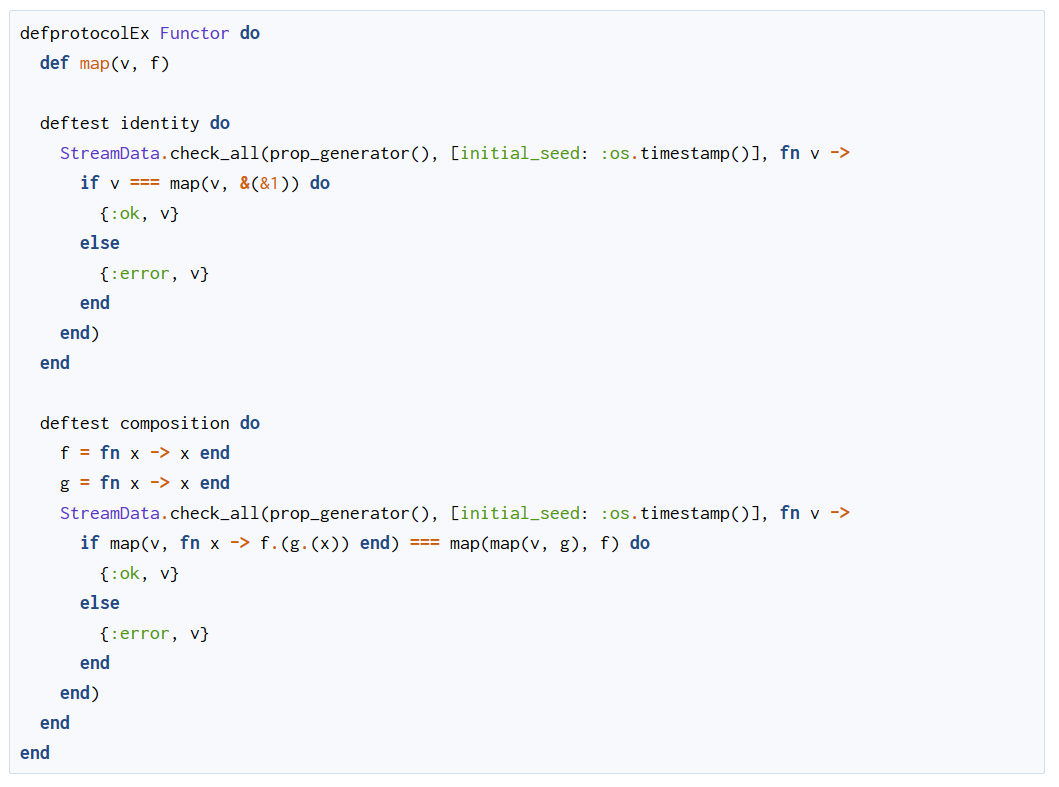 defprotocolEx Functor do
  def map(v, f)

  deftest identity do
    StreamData.check_all(prop_generator(), [initial_seed: :os.timestamp()], fn v ->
      if v === map(v, &(&1)) do
        {:ok, v}
      else
        {:error, v}
      end
    end)
  end

  deftest composition do
    f = fn x -> x end
    g = fn x -> x end
    StreamData.check_all(prop_generator(), [initial_seed: :os.timestamp()], fn v ->
      if map(v, fn x -> f.(g.(x)) end) === map(map(v, g), f) do
        {:ok, v}
      else
        {:error, v}
      end
    end)
  end
end